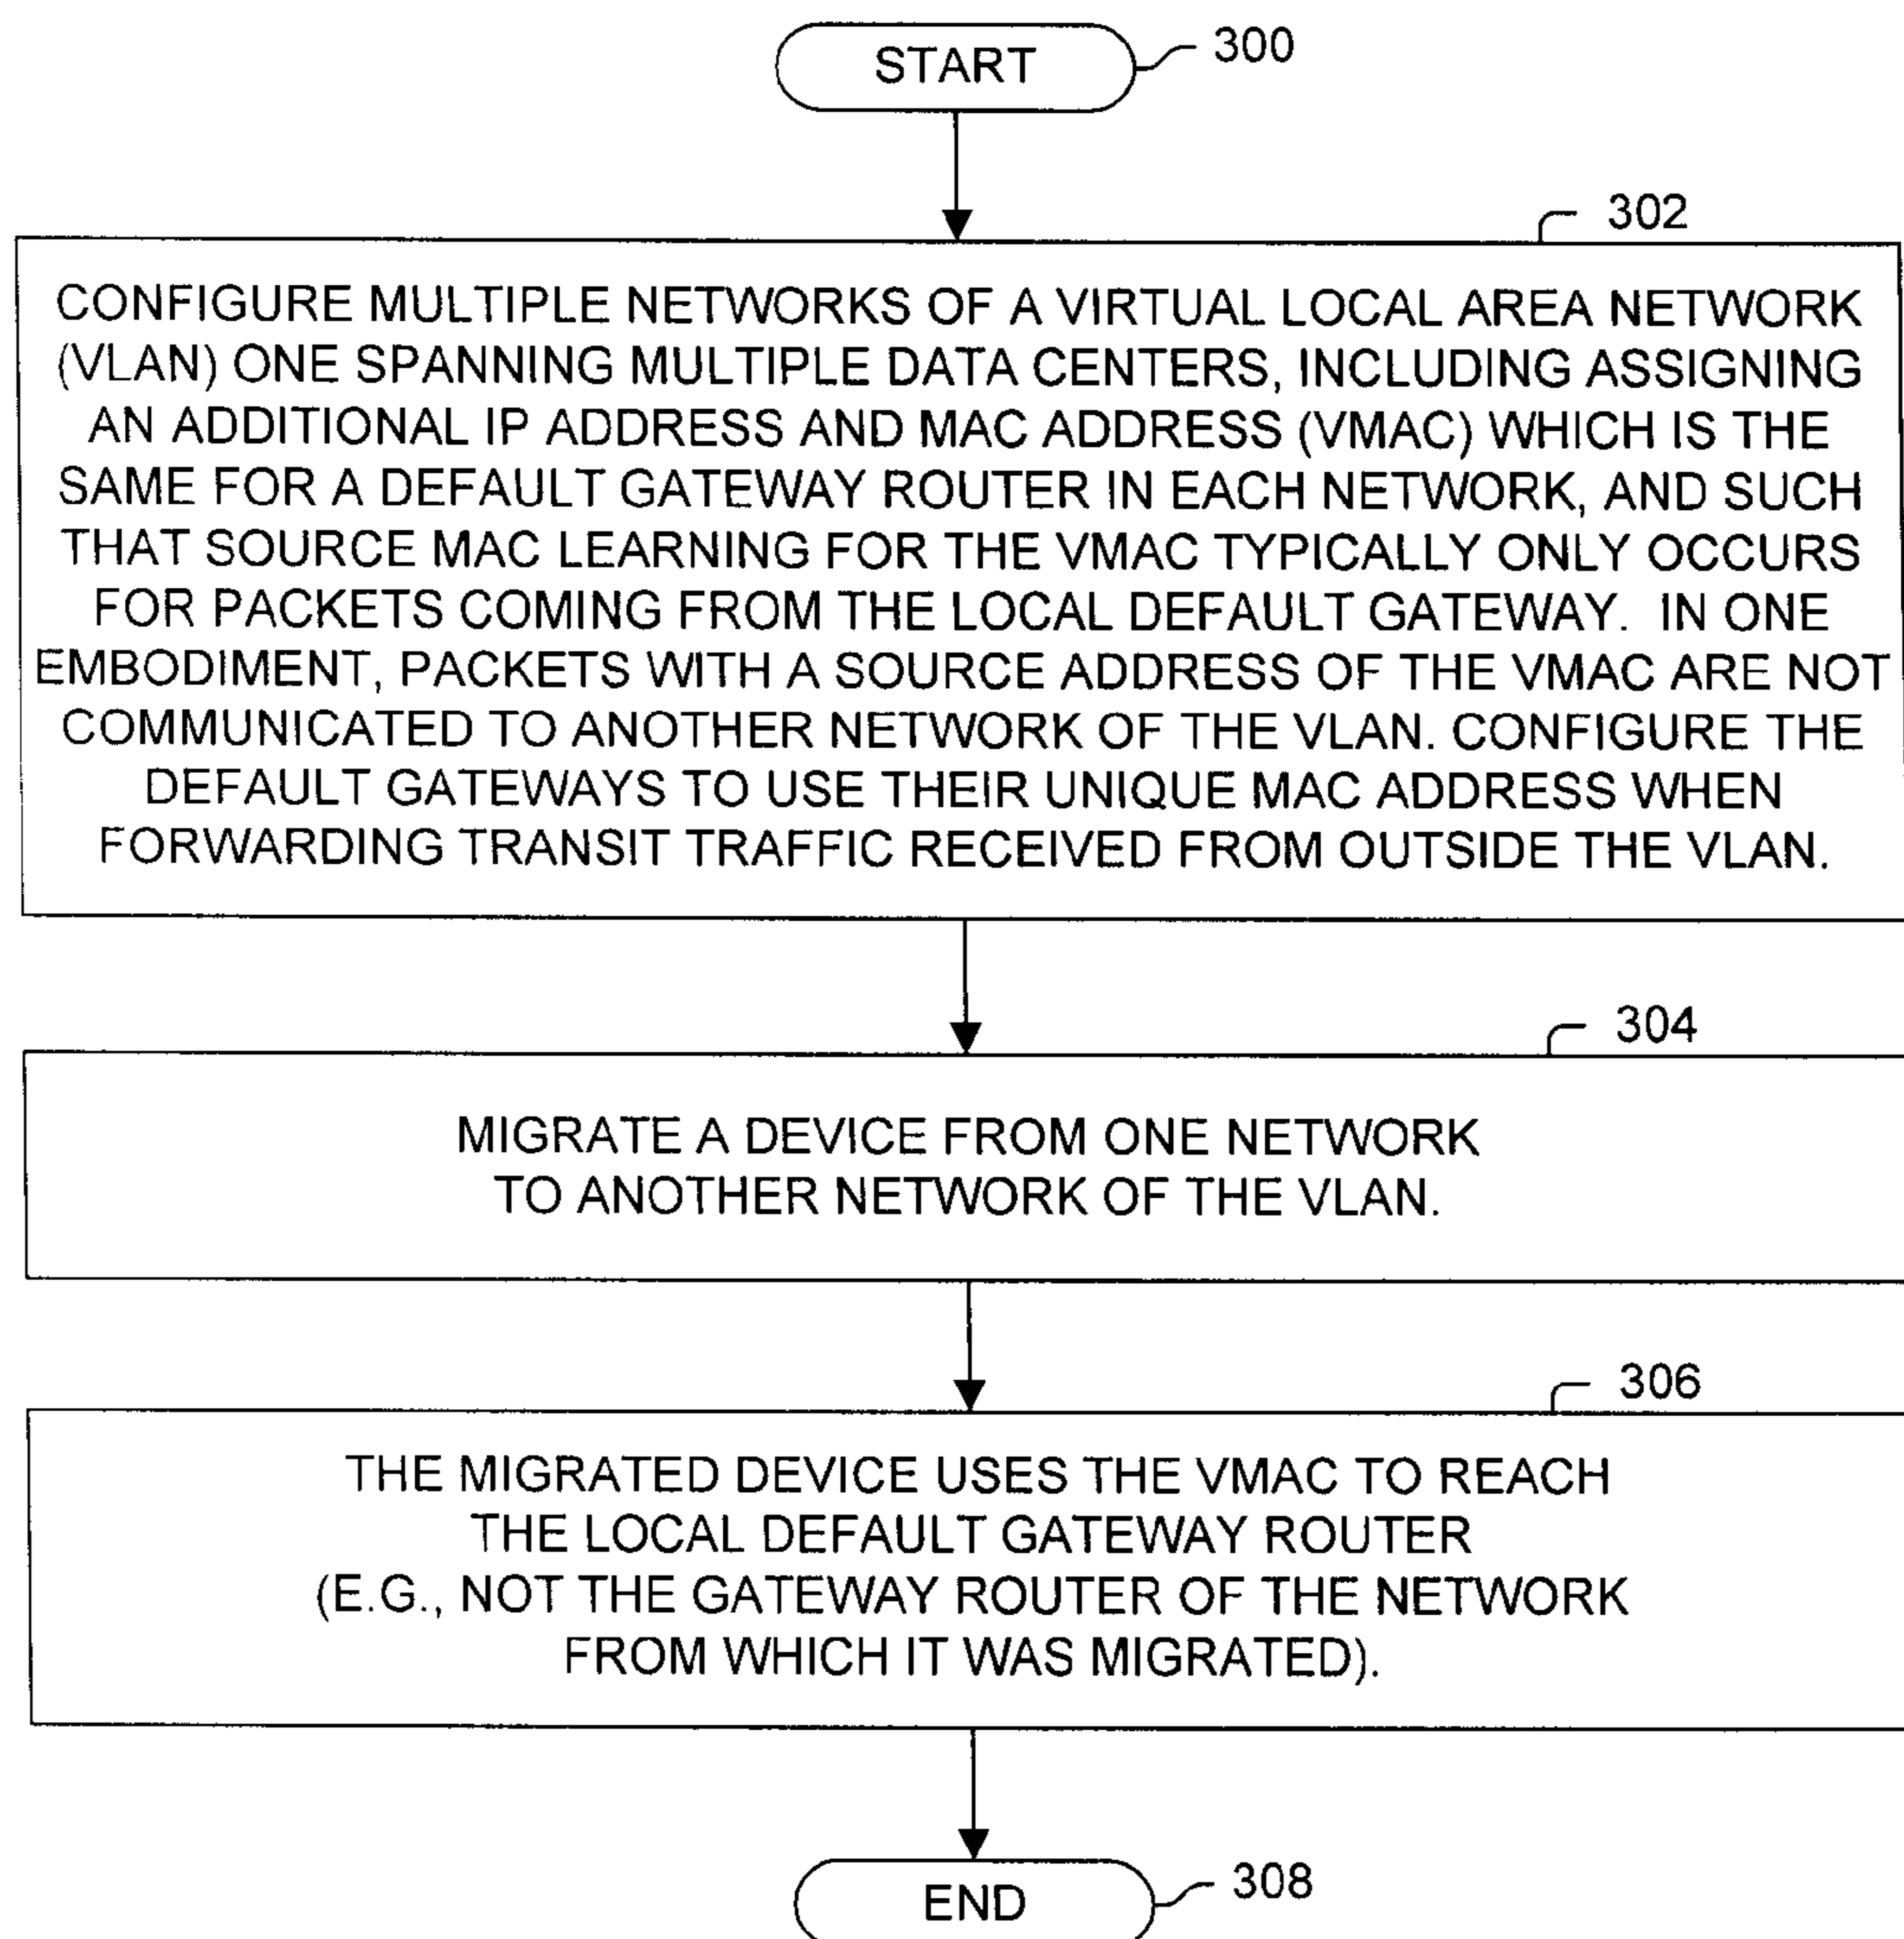 START
300
302
CONFIGURE MULTIPLE NETWORKS OF A VIRTUAL LOCAL AREA NETWORK
(VLAN) ONE SPANNING MULTIPLE DATA CENTERS, INCLUDING ASSIGNING
AN ADDITIONAL IP ADDRESS AND MAC ADDRESS (VMAC) WHICH IS THE
SAME FOR A DEFAULT GATEWAY ROUTER IN EACH NETWORK, AND SUCH
THAT SOURCE MAC LEARNING FOR THE VMAC TYPICALLY ONLY OCCURS
FOR PACKETS COMING FROM THE LOCAL DEFAULT GATEWAY. IN ONE
EMBODIMENT, PACKETS WITH A SOURCE ADDRESS OF THE VMAC ARE NOT
COMMUNICATED TO ANOTHER NETWORK OF THE VLAN. CONFIGURE THE
DEFAULT GATEWAYS TO USE THEIR UNIQUE MAC ADDRESS WHEN
FORWARDING TRANSIT TRAFFIC RECEIVED FROM OUTSIDE THE VLAN.
304
MIGRATE A DEVICE FROM ONE NETWORK
TO ANOTHER NETWORK OF THE VLAN.
306
THE MIGRATED DEVICE USES THE VMAC TO REACH
THE LOCAL DEFAULT GATEWAY ROUTER
(E.G., NOT THE GATEWAY ROUTER OF THE NETWORK
FROM WHICH IT WAS MIGRATED).
END
308